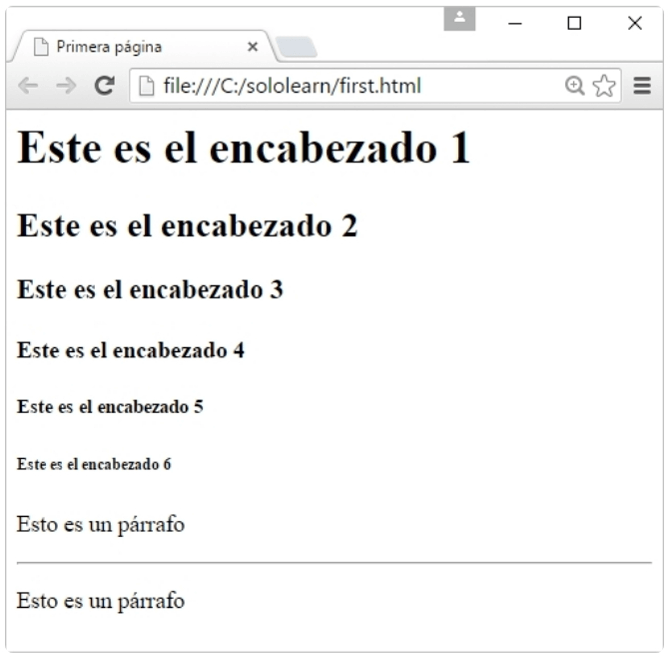 Primera página
file:///C:/sololearn/first.html
Este es el encabezado 1
Este es el encabezado 2
Este es el encabezado 3
Este es el encabezado 4
Este es el encabezado 5
Este es el encabezado 6
Esto es un párrafo
Esto es un párrafo